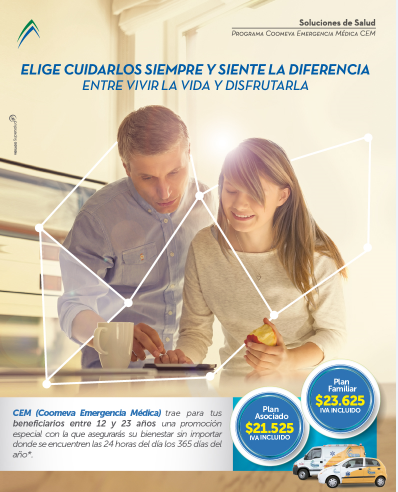 Soluciones de Salud
Programa Coomeva Emergencia Médica CEM
ELIGE CUIDARLOS SIEMPRE Y SIENTE LA DIFERENCIA
ENTRE VIVIR LA VIDA Y DISFRUTARLA
CEM (Coomeva Emergencia Médica) trae para tus
beneficiarios entre 12 y 23 años una promoción
especial con la que asegurarás su bienestar sin importar
donde se encuentren las 24 horas del día los 365 días del
año*.
Plan
Asociado
$21.525
IVA INCLUIDO
Plan
Familiar
$23.625
IVA INCLUIDO